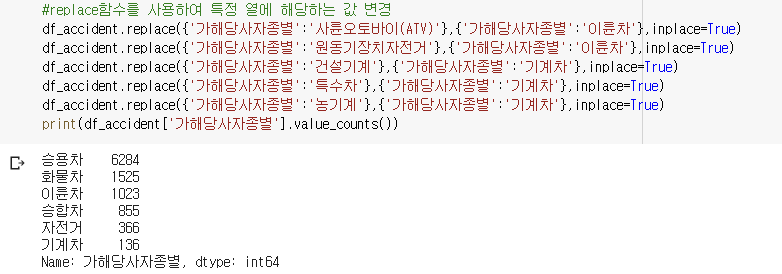 #replace함수를 사용하여 특정 열에 해당하는 값 변경
df_accident.replace({'가해당사자종별':'사륜오토바이(ATV)'},{'가해당사자종별':'이륜차'},inplace=True)
df_accident.replace({'가해당사자종별':'원동기장치자전거'},{'가해당사자종별':'이륜차'},inplace=True)
df_accident.replace({'가해당사자종별':'건설기계'},{'가해당사자종별':'기계차'},inplace=True)
df_accident.replace({'가해당사자종별':'특수차'},{'가해당사자종별':'기계차'},inplace=True)
df_accident.replace({'가해당사자종별':'농기계'},{'가해당사자종별':'기계차'},inplace=True)
print(df_accident['가해당사자종별'].value_counts())
승용차    6284
화물차    1525
이륜차    1023
승합차     855
자전거     366
기계차     136
Name: 가해당사자종별, dtype: int64